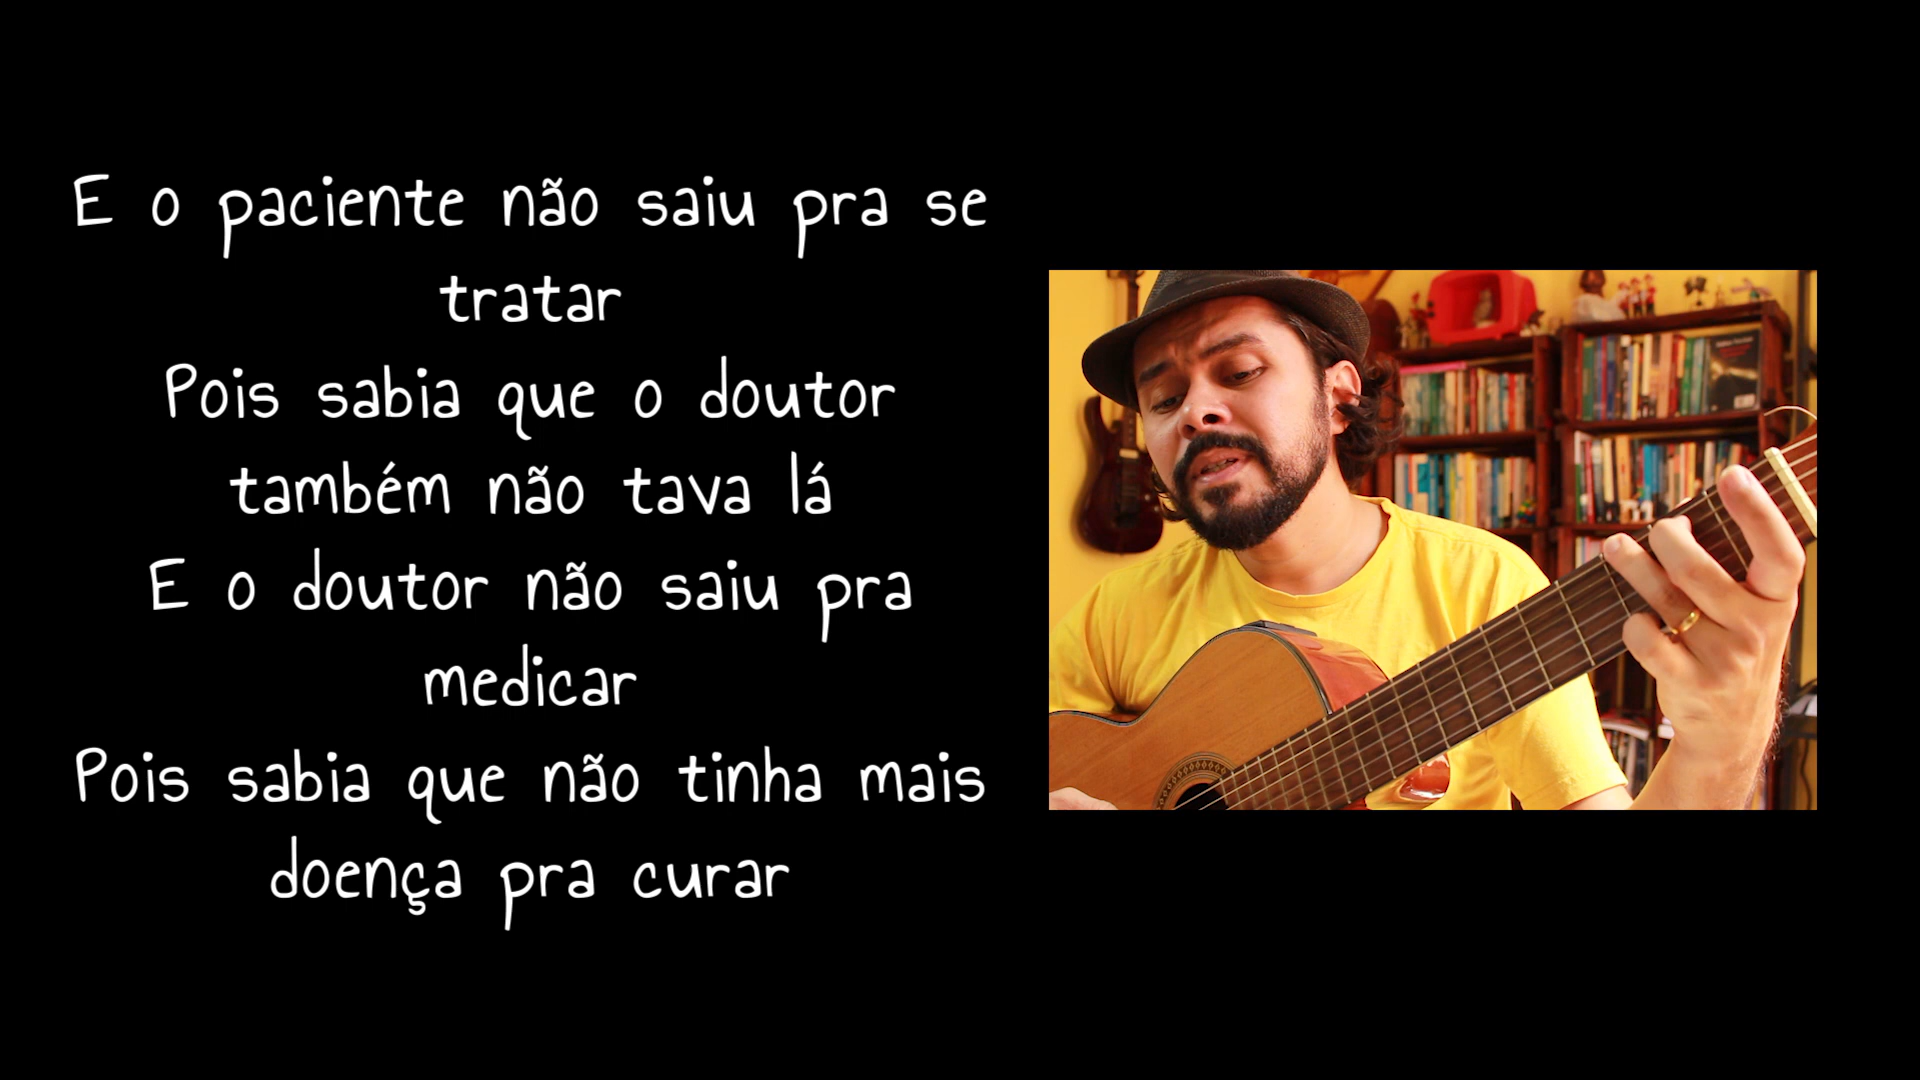 E o paciente não saiu pra se
tratar
Pois sabia que o doutor
também não tava lá
E o doutor não saiu pra
medicar
Pois sabia que não tinha mais
doença pra curar